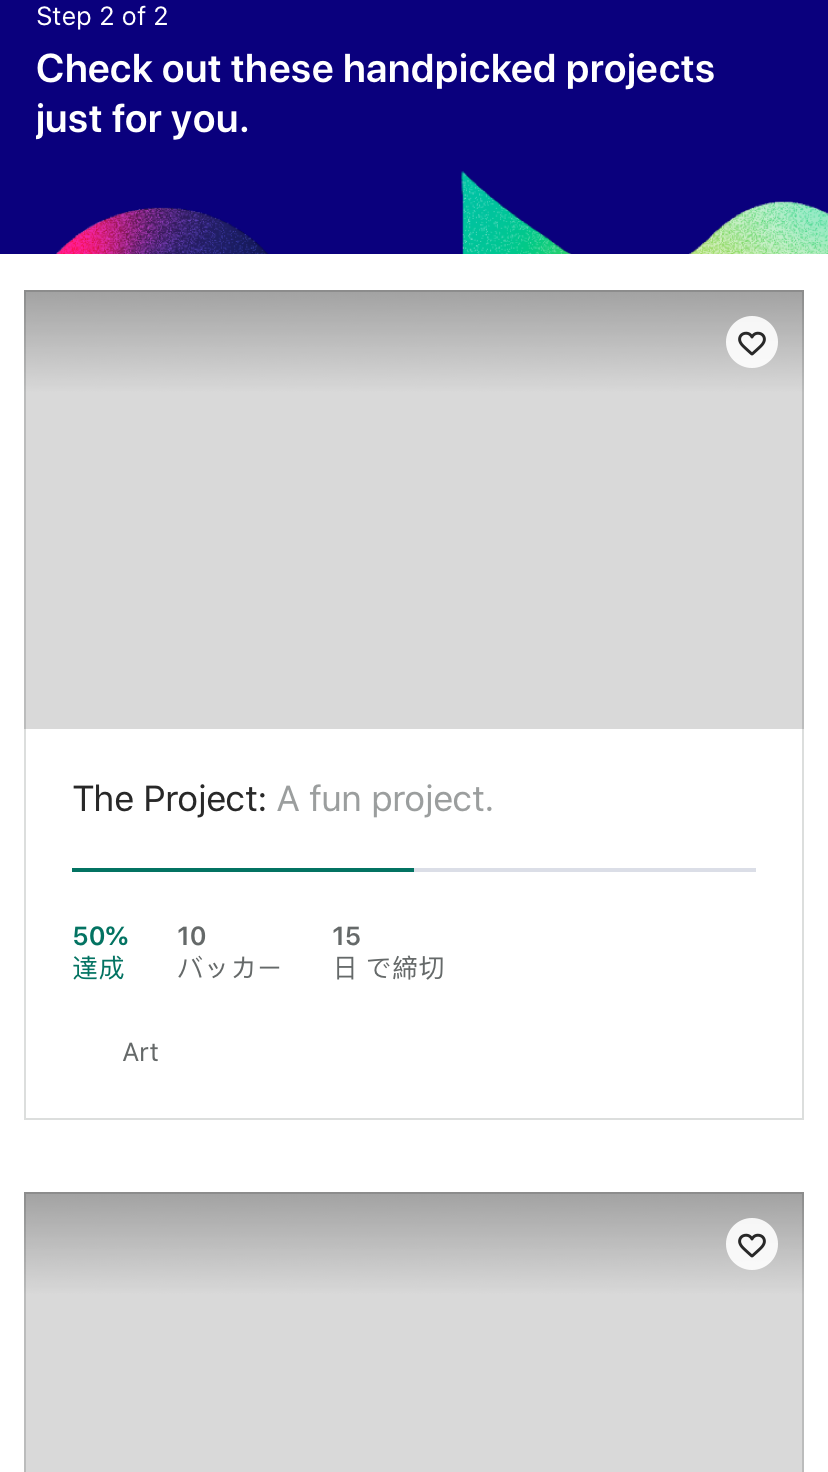 Step 2 of 2
Check out these handpicked projects
just for you.
The Project: A fun project.
50% 10 15
達成 バッカー 日 で締切
Art